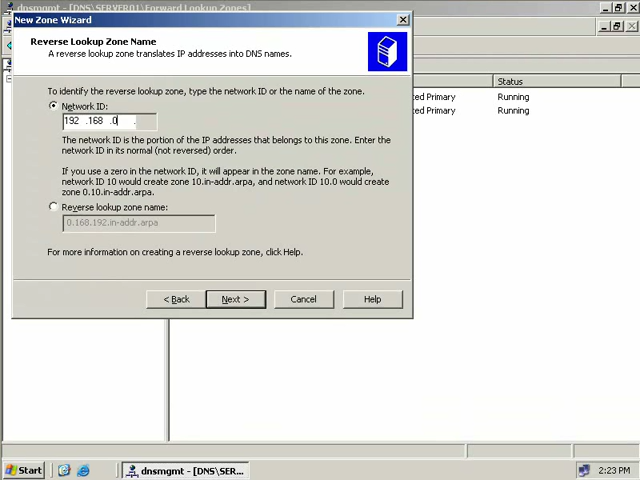 dnsmgmt - [DNS\SERVER01\Forward Lookup Zones]
New Zone Wizard
Reverse Lookup Zone Name
A reverse lookup zone translates IP addresses into DNS names.
To identify the reverse lookup zone, type the network ID or the name of the zone.
Network ID:
192 .168 .0 .
The network ID is the portion of the IP addresses that belongs to this zone. Enter the
network ID in its normal (not reversed) order.
If you use a zero in the network ID, it will appear in the zone name. For example,
network ID 10 would create zone 10.in-addr.arpa, and network ID 10.0 would create
zone 0.10.in-addr.arpa.
Reverse lookup zone name:
0.168.192.in-addr.arpa
For more information on creating a reverse lookup zone, click Help.
< Back Next > Cancel Help
Status
ted Primary Running
ted Primary Running
Start dnsmgmt - [DNS\SER... 2:23 PM